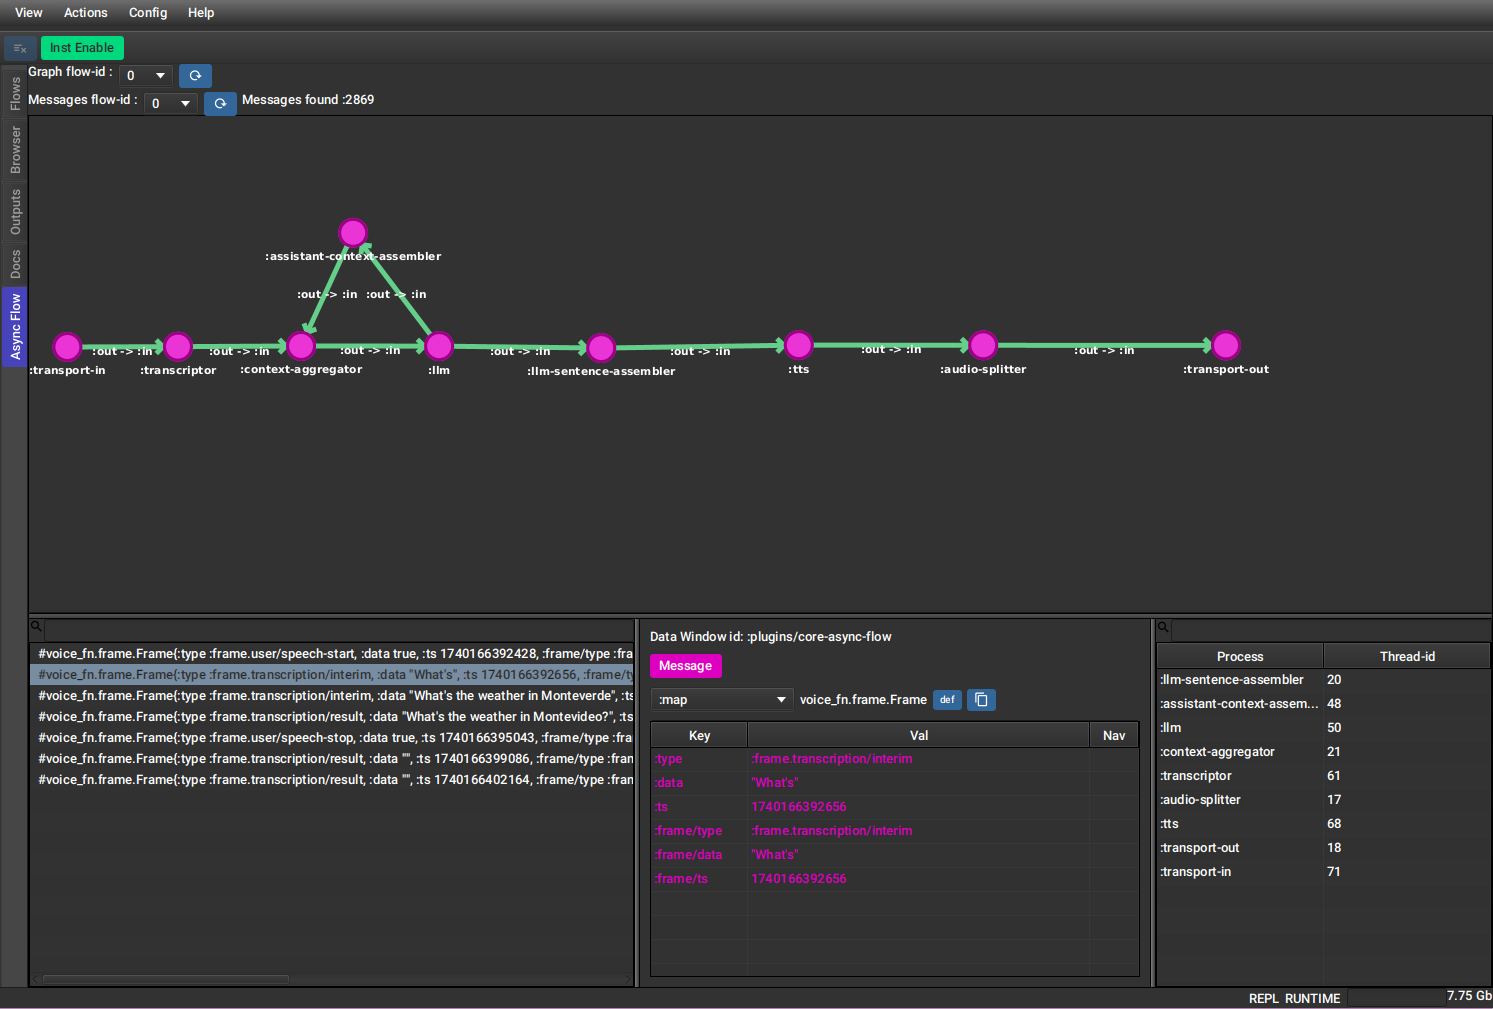 View Actions Config Help
Inst Enable
Graph flow-id : 0
Messages flow-id : 0 Messages found :2869
Flows
Browser
Outputs
Docs
Async Flow
:assistant-context-assembler
:out -> :in :out -> :in
:out -> :in :out -> :in :out -> :in :out -> :in :out -> :in :out -> :in :out -> :in
:transport-in :transcriptor :context-aggregator :llm :llm-sentence-assembler :tts :audio-splitter :transport-out
#voice_fn.frame.Frame{:type :frame.user/speech-start, :data true, :ts 1740166392428, :frame/type :fra
#voice_fn.frame.Frame{:type :frame.transcription/interim, :data "What's", :ts 1740166392656, :frame/ty
#voice_fn.frame.Frame{:type :frame.transcription/interim, :data "What's the weather in Monteverde", :ts
#voice_fn.frame.Frame{:type :frame.transcription/result, :data "What's the weather in Montevideo?", :ts
#voice_fn.frame.Frame{:type :frame.user/speech-stop, :data true, :ts 1740166395043, :frame/type :fra
#voice_fn.frame.Frame{:type :frame.transcription/result, :data "", :ts 1740166399086, :frame/type :fran
#voice_fn.frame.Frame{:type :frame.transcription/result, :data "", :ts 1740166402164, :frame/type :fran
Data Window id: :plugins/core-async-flow
Message
:map voice_fn.frame.Frame def
Key Val Nav
:type :frame.transcription/interim
:data "What's"
:ts 1740166392656
:frame/type :frame.transcription/interim
:frame/data "What's"
:frame/ts 1740166392656
Process Thread-id
:llm-sentence-assembler 20
:assistant-context-assem... 48
:llm 50
:context-aggregator 21
:transcriptor 61
:audio-splitter 17
:tts 68
:transport-out 18
:transport-in 71
REPL RUNTIME 7.75 Gb